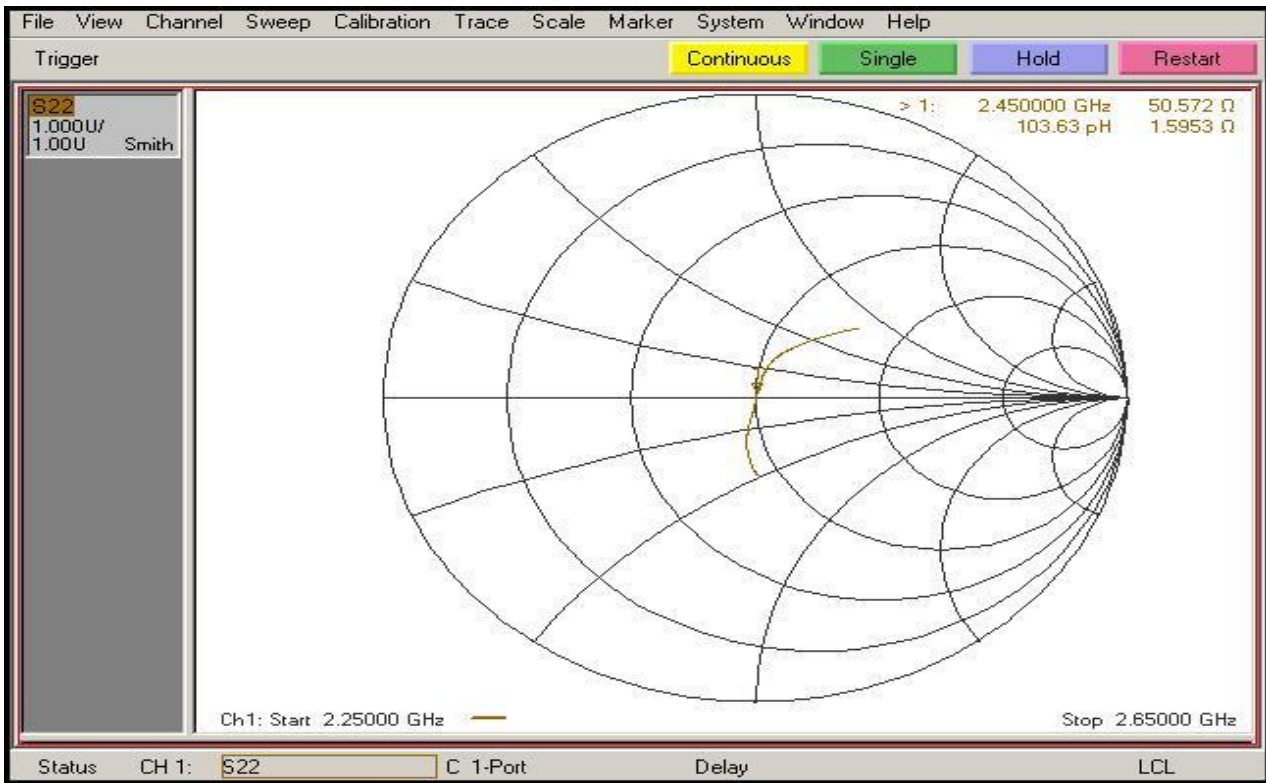 File View Channel Sweep Calibration Trace Scale Marker System Window Help
Trigger Continuous Single Hold Restart
S22
1.000U/
1.00U Smith
> 1: 2.450000 GHz 50.572 Ω
103.63 pH 1.5953 Ω
Ch1: Start 2.25000 GHz Stop 2.65000 GHz
Status CH 1: S22 C 1-Port Delay LCL